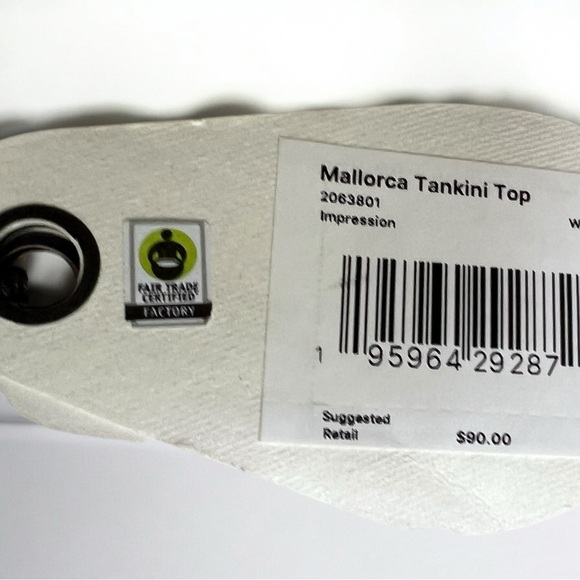 Mallorca Tankini Top
2063801
Impression W
1 95964 29287
Suggested
Retail $90.00
FAIR TRADE
CERTIFIED
FACTORY